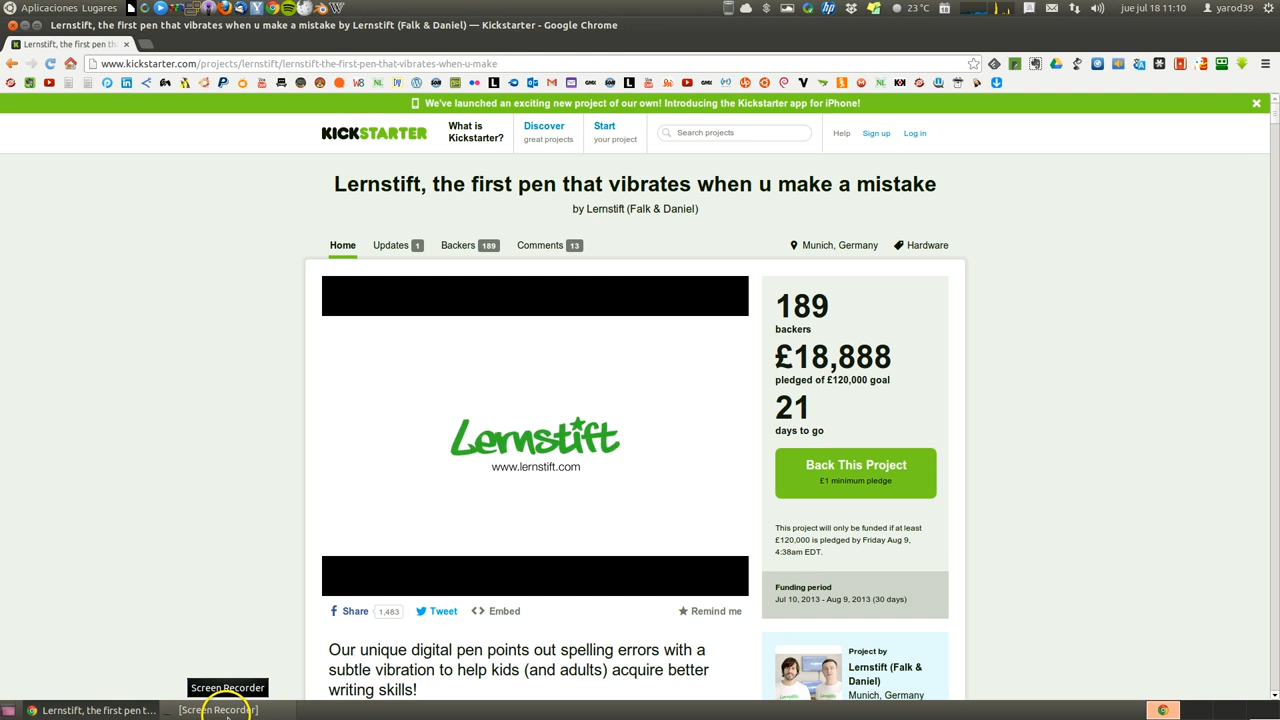 Aplicaciones Lugares
23 °C
jue jul 18 11:10
yarod39
Lernstift, the first pen that vibrates when u make a mistake by Lernstift (Falk & Daniel) — Kickstarter - Google Chrome
Lernstift, the first pen tha
www.kickstarter.com/projects/lernstift/lernstift-the-first-pen-that-vibrates-when-u-make
We've launched an exciting new project of our own! Introducing the Kickstarter app for iPhone!
KICKSTARTER
What is
Kickstarter?
Discover
great projects
Start
your project
Search projects
Help
Sign up
Log in
Lernstift, the first pen that vibrates when u make a mistake
by Lernstift (Falk & Daniel)
Home
Updates 1
Backers 189
Comments 13
Munich, Germany
Hardware
Lernstift
www.lernstift.com
189
backers
£18,888
pledged of £120,000 goal
21
days to go
Back This Project
£1 minimum pledge
This project will only be funded if at least
£120,000 is pledged by Friday Aug 9,
4:38am EDT.
Funding period
Jul 10, 2013 - Aug 9, 2013 (30 days)
Share 1,483
Tweet
Embed
Remind me
Our unique digital pen points out spelling errors with a
subtle vibration to help kids (and adults) acquire better
writing skills!
Project by
Lernstift (Falk &
Daniel)
Munich, Germany
Screen Recorder
Lernstift, the first pen t...
[Screen Recorder]